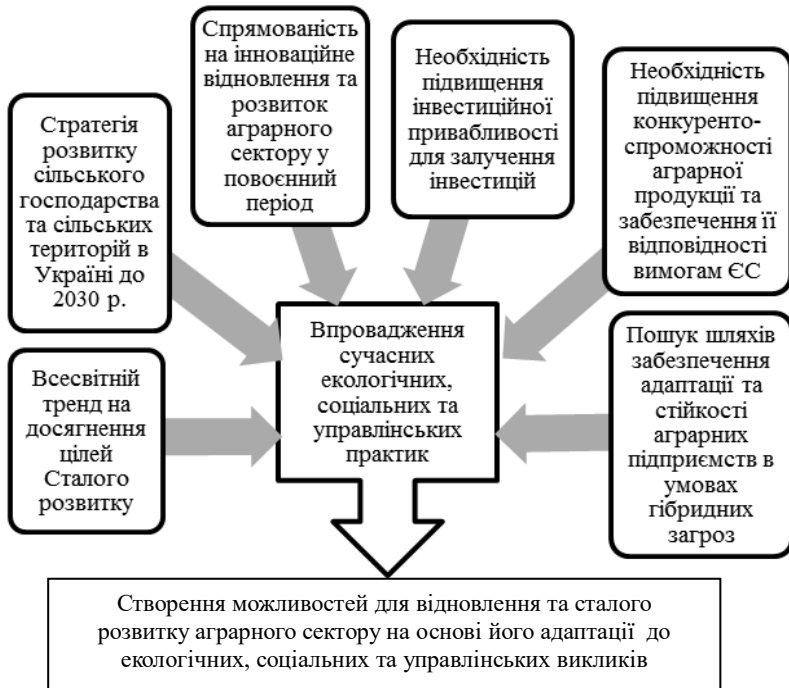 Спрямованість
на інноваційне
відновлення та
розвиток
аграрного
сектору у
повоєнний
період
Необхідність
підвищення
інвестиційної
привабливості
для залучення
інвестицій
Необхідність
підвищення
конкуренто-
спроможності
аграрної
продукції та
забезпечення її
відповідності
вимогам ЄС
Стратегія
розвитку
сільського
господарства
та сільських
територій в
Україні до
2030 р.
Впровадження
сучасних
екологічних,
соціальних та
управлінських
практик
Всесвітній
тренд на
досягнення
цілей
Сталого
розвитку
Пошук шляхів
забезпечення
адаптації та
стійкості
аграрних
підприємств в
умовах
гібридних
загроз
Створення можливостей для відновлення та сталого
розвитку аграрного сектору на основі його адаптації до
екологічних, соціальних та управлінських викликів